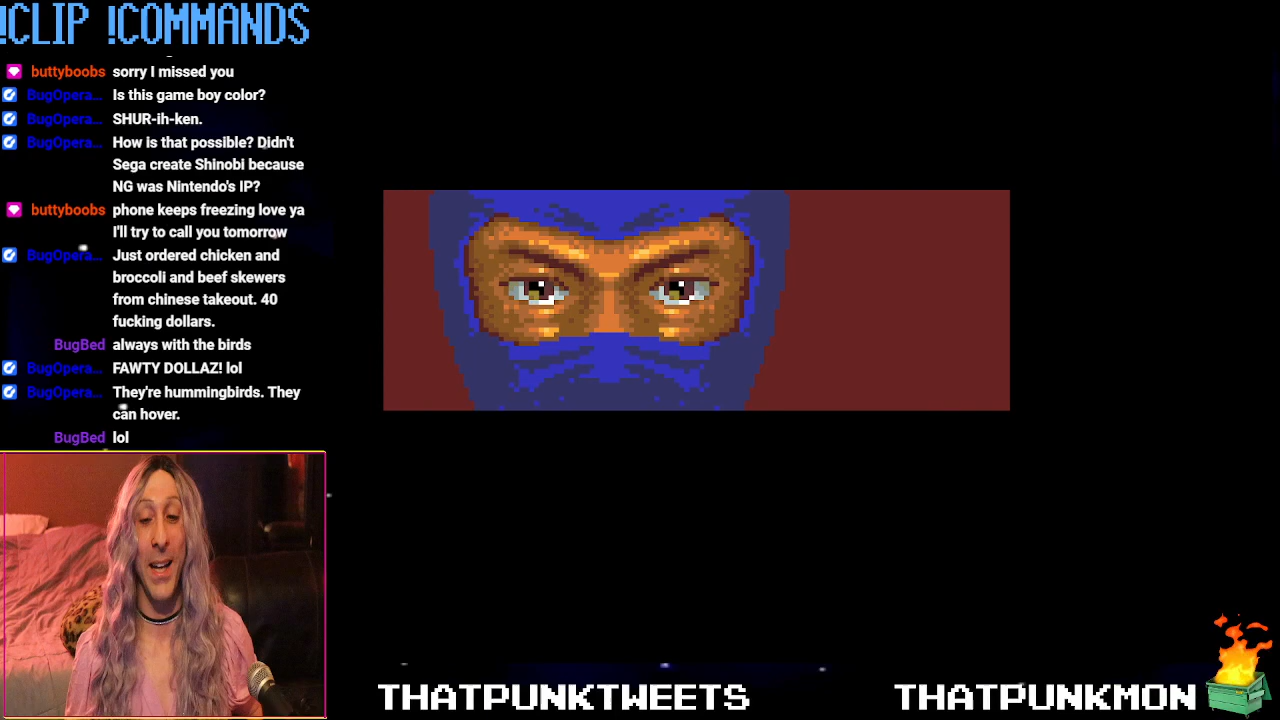 !CLIP !COMMANDS
buttyboobs sorry I missed you
BugOpera... Is this game boy color?
BugOpera... SHUR-ih-ken.
BugOpera... How is that possible? Didn't
Sega create Shinobi because
NG was Nintendo's IP?
buttyboobs phone keeps freezing love ya
I'll try to call you tomorrow
BugOpera... Just ordered chicken and
broccoli and beef skewers
from chinese takeout. 40
fucking dollars.
BugBed always with the birds
BugOpera... FAWTY DOLLAZ! lol
BugOpera... They're hummingbirds. They
can hover.
BugBed lol
THATPUNKTWEETS
THATPUNKMON